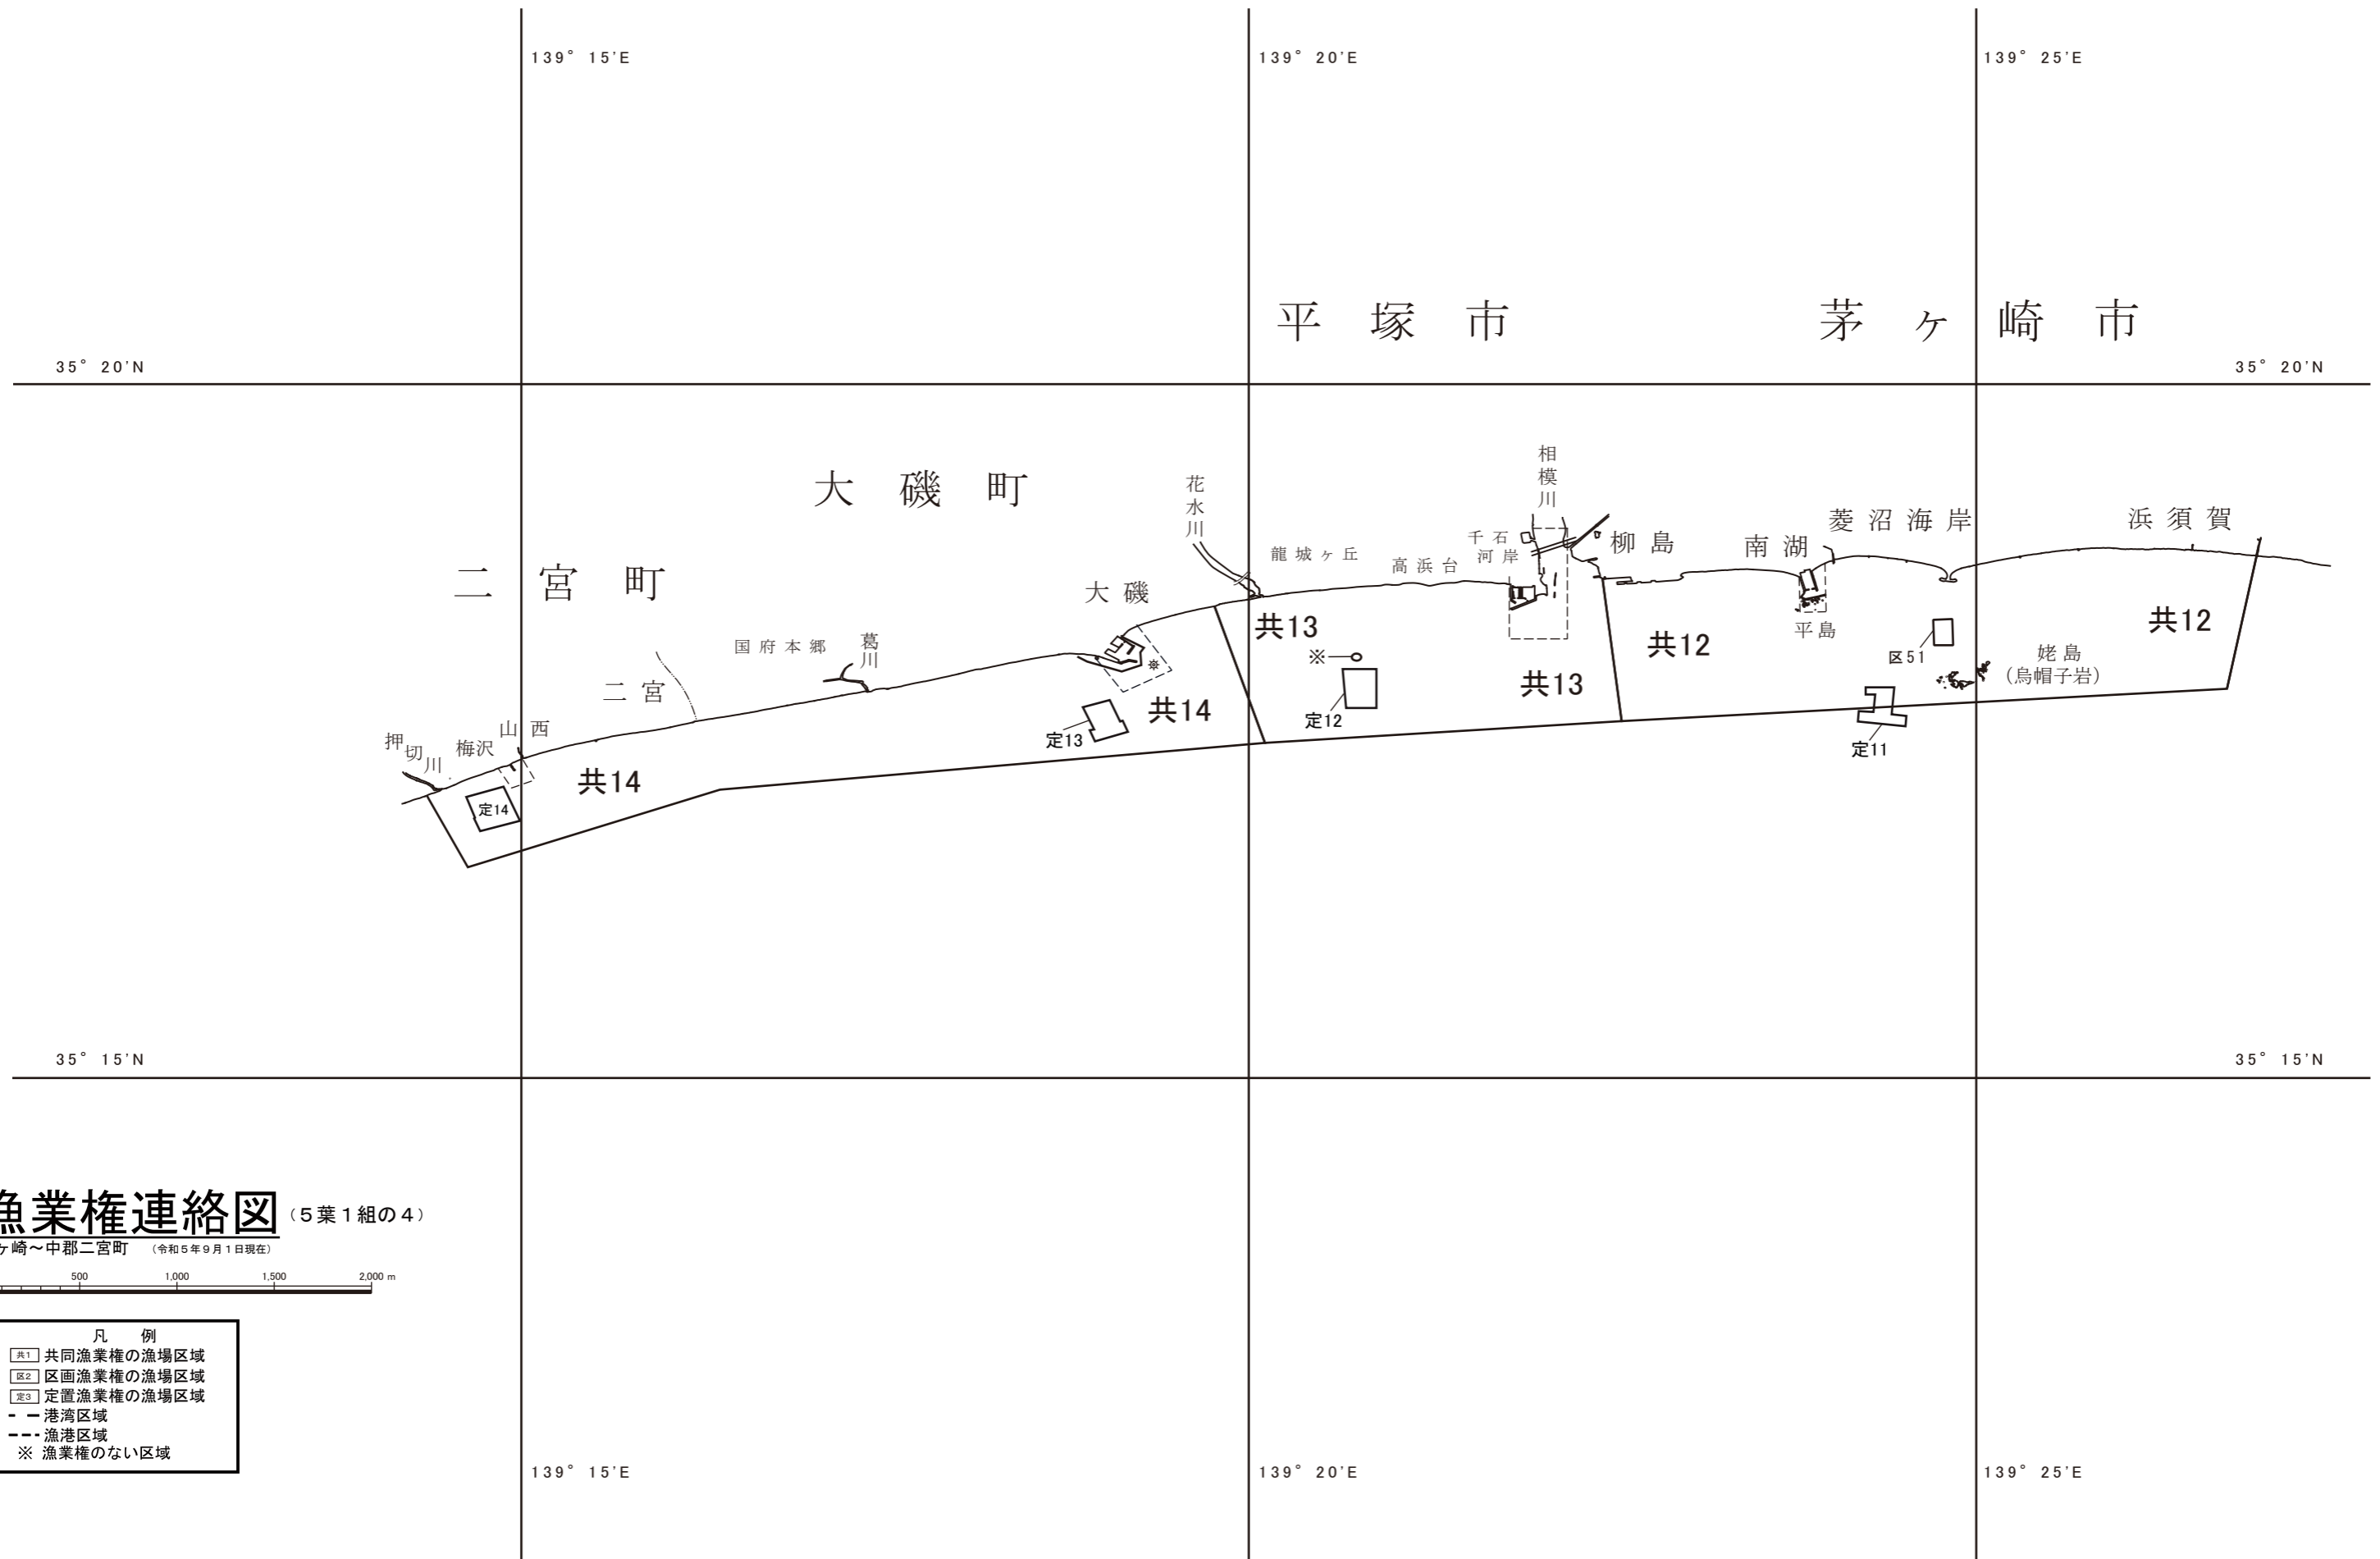 139° 15'E
139° 20'E
139° 25'E
平塚市
茅ヶ崎市
35° 20'N
35° 20'N
大磯町
花水川
相模川
千石河岸
龍城ヶ丘
高浜台
柳島
南湖
菱沼海岸
浜須賀
二宮町
大磯
共13
共12
平島
共12
国府本郷
葛川
※
区51
姥島
(烏帽子岩)
二宮
※
共14
共13
定12
定13
定11
山西
梅沢
押切川
共14
定14
35° 15'N
35° 15'N
漁業権連絡図(5葉1組の4)
ヶ崎～中郡二宮町 (令和5年9月1日現在)
500 1,000 1,500 2,000 m
凡 例
共1 共同漁業権の漁場区域
区2 区画漁業権の漁場区域
定3 定置漁業権の漁場区域
港湾区域
漁港区域
※ 漁業権のない区域
139° 15'E
139° 20'E
139° 25'E